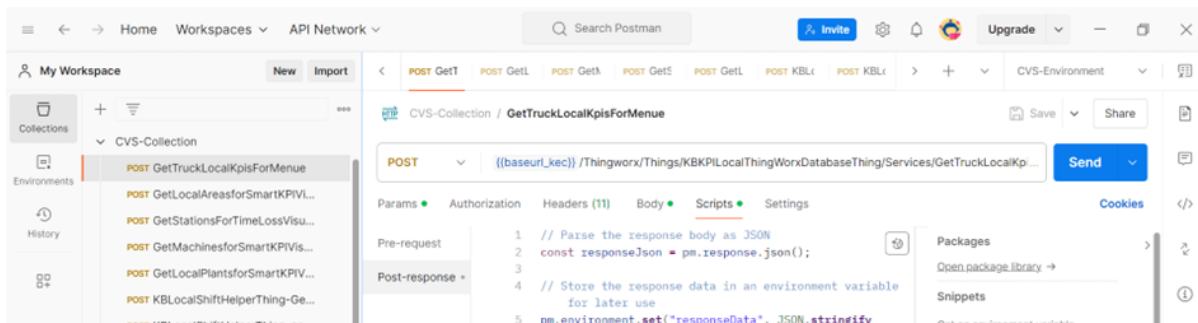 Home Workspaces API Network Search Postman Invite Upgrade
My Workspace New Import POST GetT POST GetL POST GetM POST GetS POST GetL POST KBL POST KBL CVS-Environment
Collections
Environments
History
CVS-Collection
POST GetTruckLocalKpisForMenue
POST GetLocalAreasforSmartKPIVi...
POST GetStationsForTimeLossVisu...
POST GetMachinesforSmartKPIVis...
POST GetLocalPlantsforSmartKPIV...
POST KBLocalShiftHelperThing-Ge...
HTTP CVS-Collection / GetTruckLocalKpisForMenue Save Share
POST {{baseurl_kec}} /Thingworx/Things/KBKPILocalThingWorxDatabaseThing/Services/GetTruckLocalKp... Send
Params Authorization Headers (11) Body Scripts Settings Cookies
Pre-request
Post-response
1 // Parse the response body as JSON
2 const responseJson = pm.response.json();
3
4 // Store the response data in an environment variable
for later use
5 pm.environment.set("responseData", JSON.stringify
Packages
Open package library →
Snippets